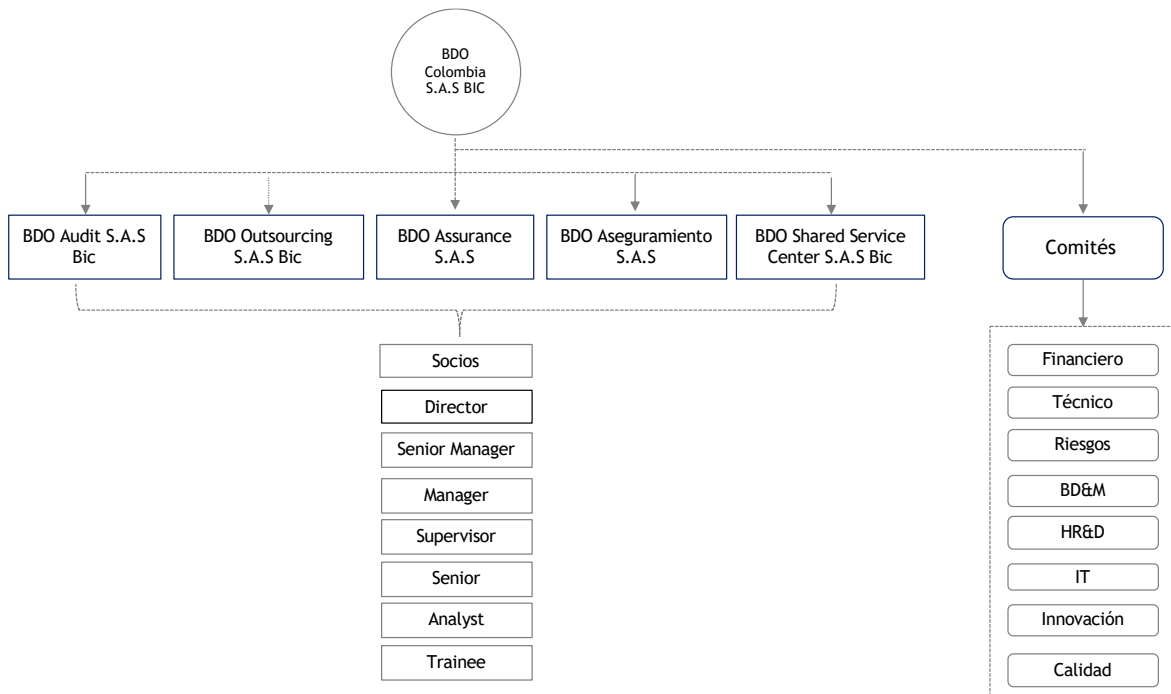 BDO
Colombia
S.A.S BIC
BDO Audit S.A.S
Bic
BDO Outsourcing
S.A.S Bic
BDO Assurance
S.A.S
BDO Aseguramiento
S.A.S
BDO Shared Service
Center S.A.S Bic
Comités
Socios
Director
Senior Manager
Manager
Supervisor
Senior
Analyst
Trainee
Financiero
Técnico
Riesgos
BD&M
HR&D
IT
Innovación
Calidad